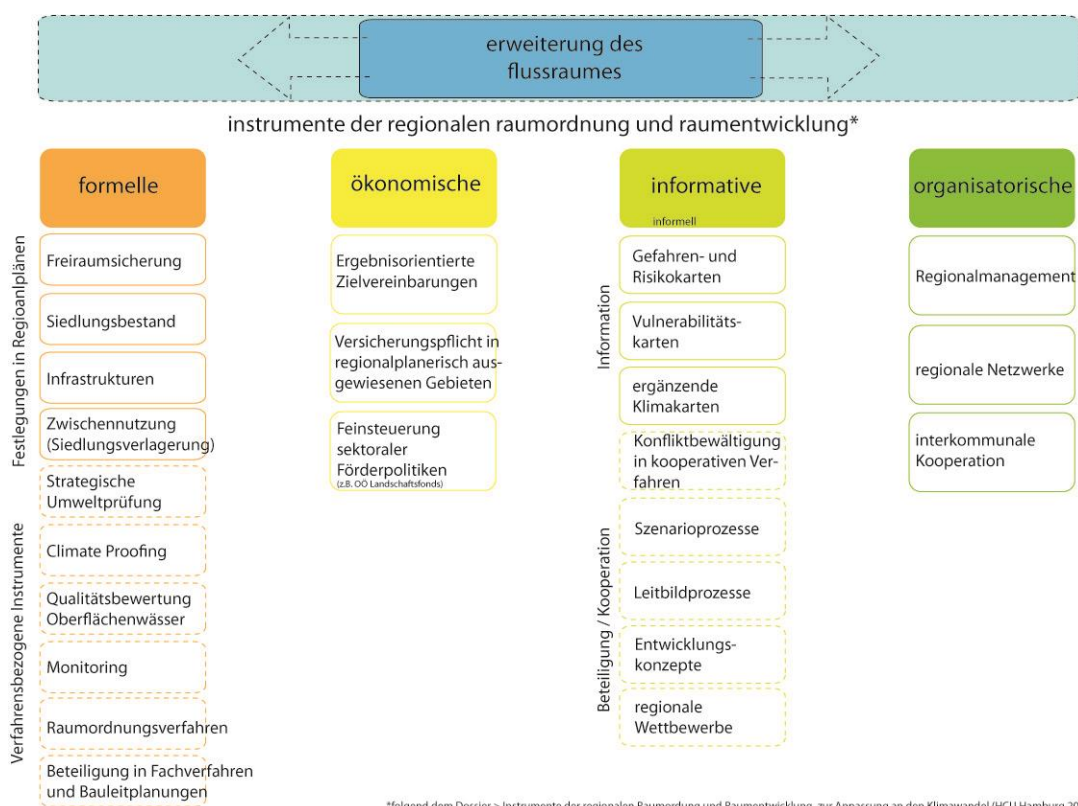 erweiterung des
flussraumes
instrumente der regionalen raumordnung und raumentwicklung*
formelle
Festlegungen in Regioanlplänen
Freiraumsicherung
Siedlungsbestand
Infrastrukturen
Zwischennutzung
(Siedlungsverlagerung)
Verfahrensbezogene Instrumente
Strategische
Umweltprüfung
Climate Proofing
Qualitätsbewertung
Oberflächenwässer
Monitoring
Raumordnungsverfahren
Beteiligung in Fachverfahren
und Bauleitplanungen
ökonomische
Ergebnisorientierte
Zielvereinbarungen
Versicherungspflicht in
regionalplanerisch aus-
gewiesenen Gebieten
Feinsteuerung
sektoraler
Förderpolitiken
(z.B. OÖ Landschaftsfonds)
informative
informell
Information
Gefahren- und
Risikokarten
Vulnerabilitäts-
karten
ergänzende
Klimakarten
Beteiligung / Kooperation
Konfliktbewältigung
in kooperativen Ver-
fahren
Szenarioprozesse
Leitbildprozesse
Entwicklungs-
konzepte
regionale
Wettbewerbe
organisatorische
Regionalmanagement
regionale Netzwerke
interkommunale
Kooperation
*folgend dem Dossier > Instrumente der regionalen Raumordung und Raumentwicklung zur Anpassung an den Klimawandel (HCU Hamburg